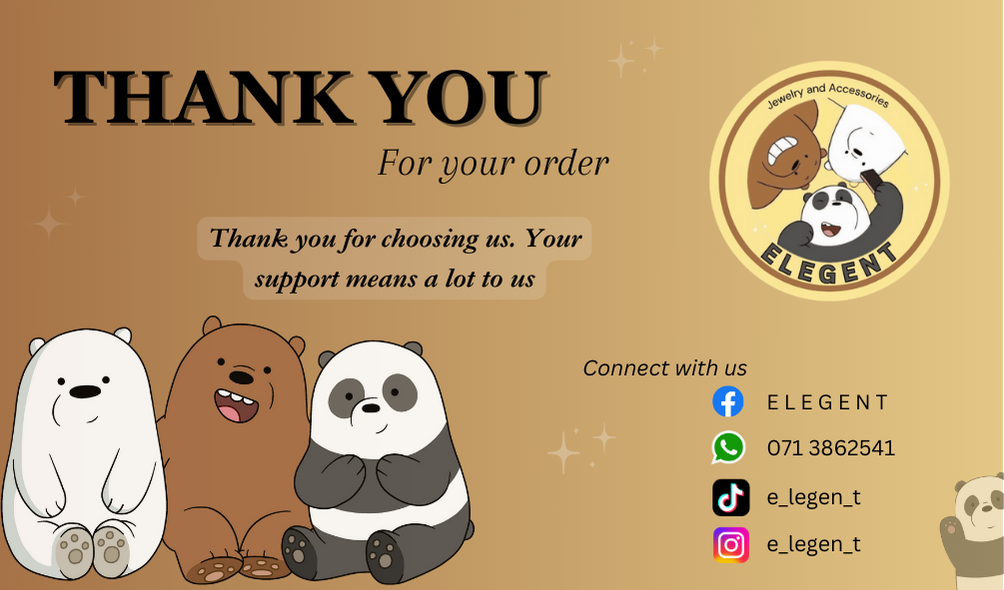 THANK YOU
For your order
Thank you for choosing us. Your
support means a lot to us
Jewelry and Accessories
ELEGENT
Connect with us
ELEGENT
071 3862541
e_legen_t
e_legen_t